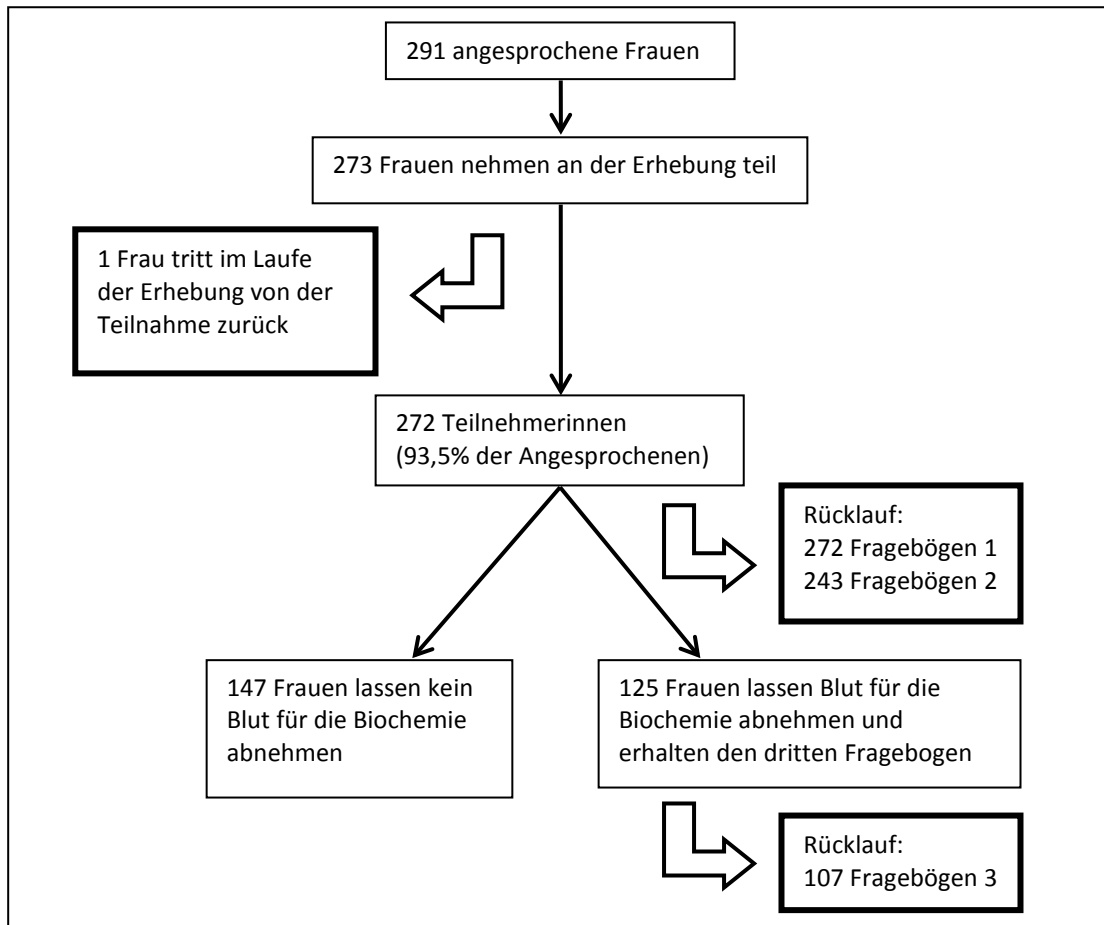 291 angesprochene Frauen
273 Frauen nehmen an der Erhebung teil
1 Frau tritt im Laufe
der Erhebung von der
Teilnahme zurück
272 Teilnehmerinnen
(93,5% der Angesprochenen)
Rücklauf:
272 Fragebögen 1
243 Fragebögen 2
147 Frauen lassen kein
Blut für die Biochemie
abnehmen
125 Frauen lassen Blut für die
Biochemie abnehmen und
erhalten den dritten Fragebogen
Rücklauf:
107 Fragebögen 3